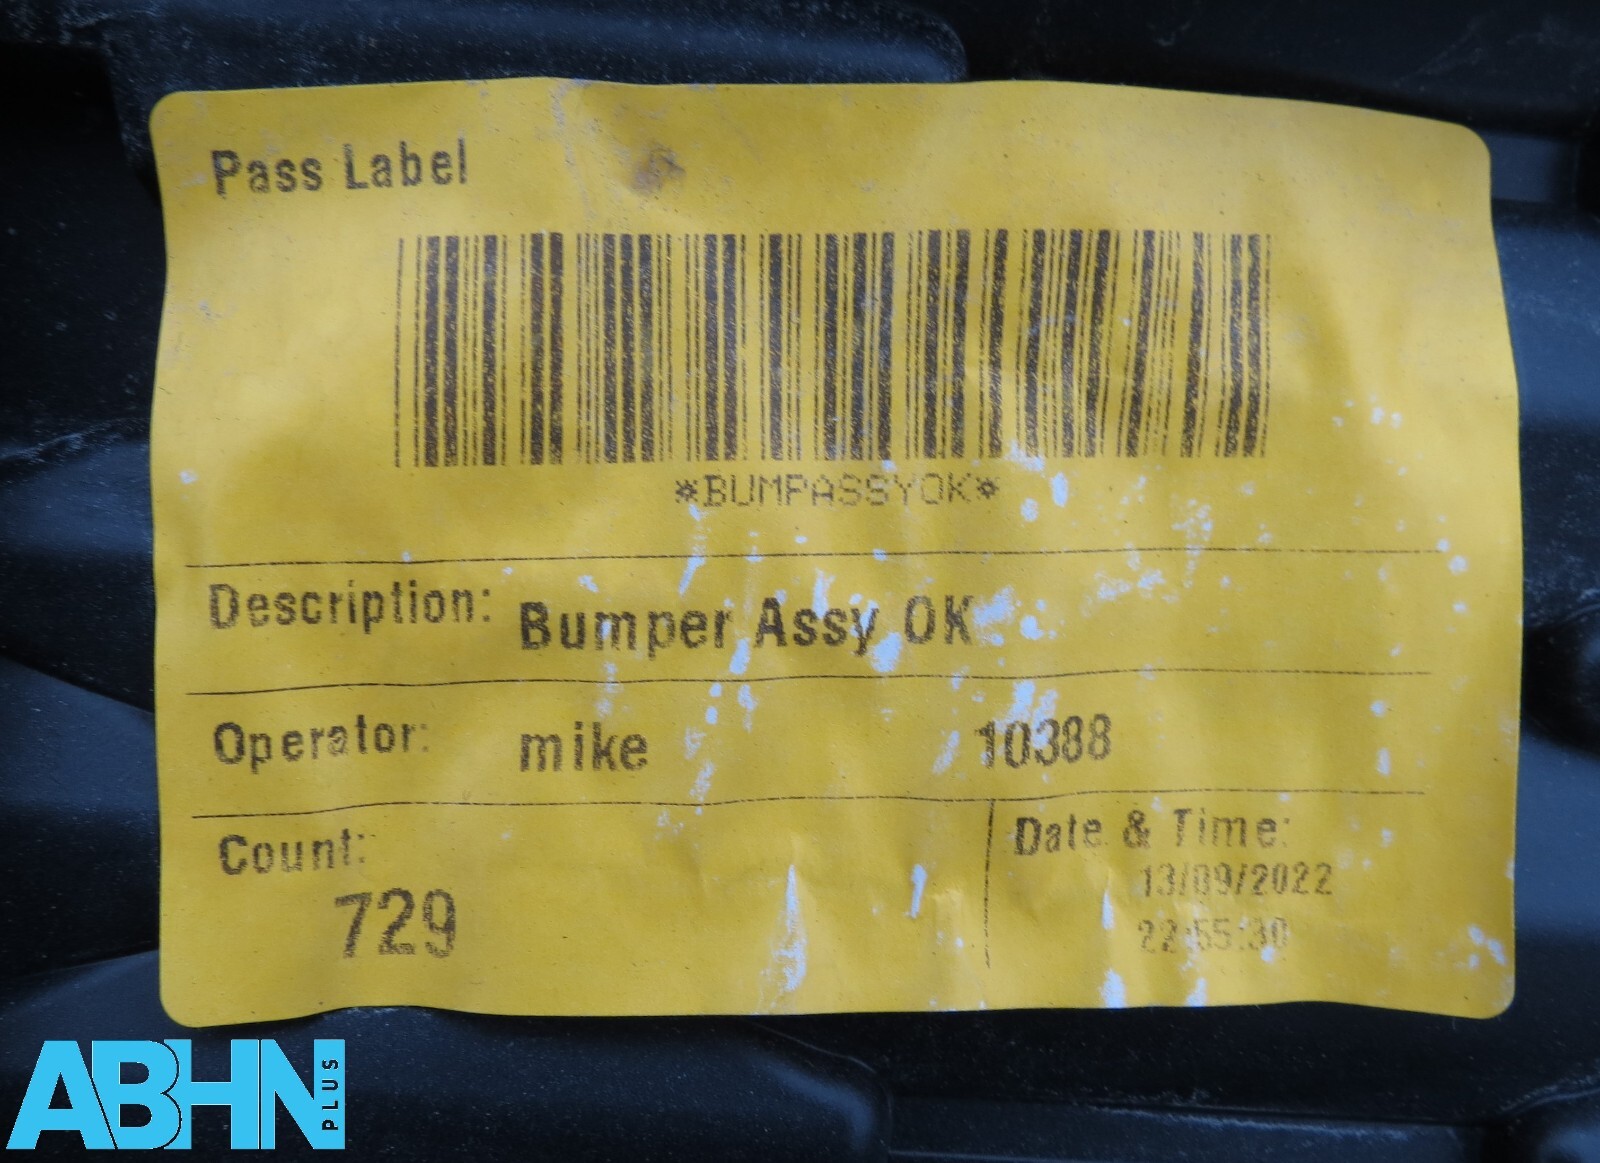 Pass Label
*BUMPASSYOK*
Description: Bumper Assy OK
Operator: mike 10388
Count:
729
Date & Time:
13/09/2022
22:55:30
ABHN PLUS